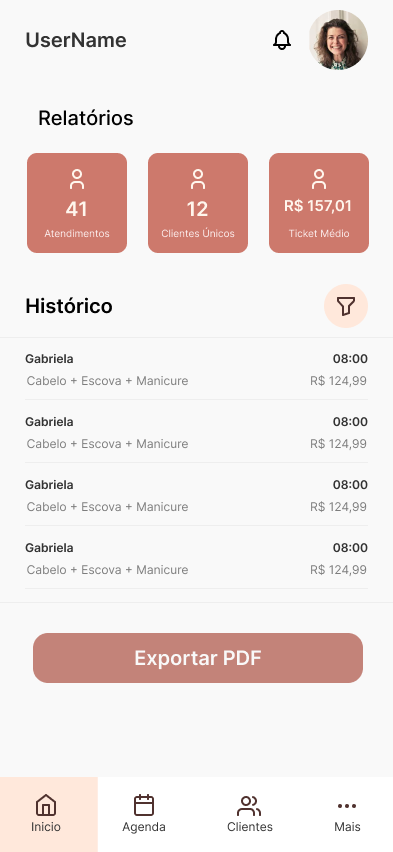 UserName
Relatórios
41
Atendimentos
12
Clientes Únicos
R$ 157,01
Ticket Médio
Histórico
Gabriela 08:00
Cabelo + Escova + Manicure R$ 124,99
Gabriela 08:00
Cabelo + Escova + Manicure R$ 124,99
Gabriela 08:00
Cabelo + Escova + Manicure R$ 124,99
Gabriela 08:00
Cabelo + Escova + Manicure R$ 124,99
Exportar PDF
Inicio Agenda Clientes Mais